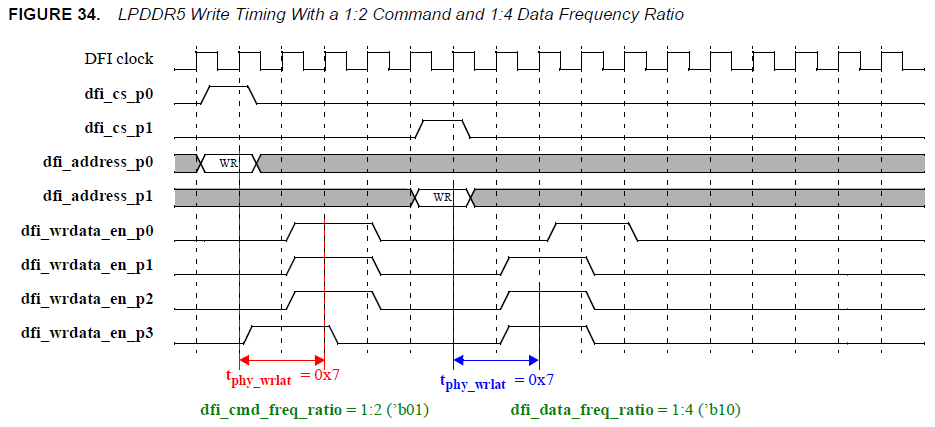 FIGURE 34. LPDDR5 Write Timing With a 1:2 Command and 1:4 Data Frequency Ratio
DFI clock
dfi_cs_p0
dfi_cs_p1
dfi_address_p0 WR
dfi_address_p1 WR
dfi_wrdata_en_p0
dfi_wrdata_en_p1
dfi_wrdata_en_p2
dfi_wrdata_en_p3
tphy_wrlat = 0x7 tphy_wrlat = 0x7
dfi_cmd_freq_ratio = 1:2 ('b01) dfi_data_freq_ratio = 1:4 ('b10)